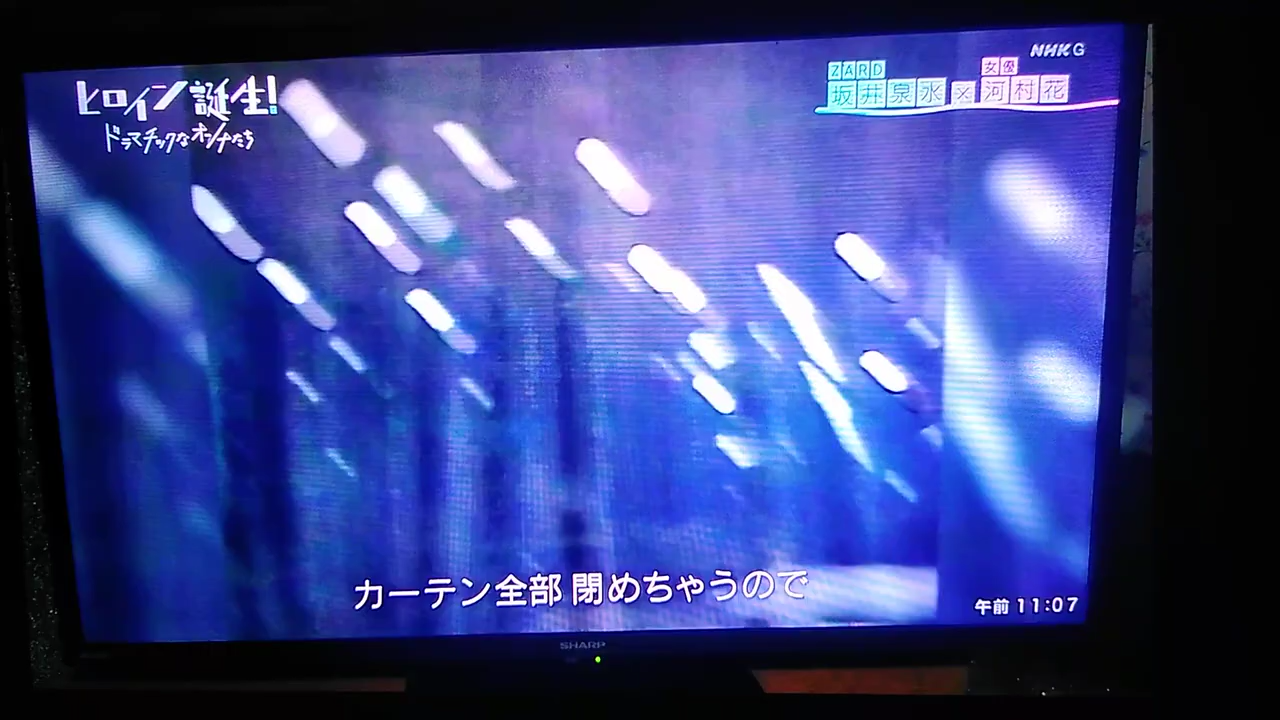 NHK G
ヒロイン誕生!
ドラマチックなオンナたち
ZARD 女優
坂井泉水×河村花
カーテン全部 閉めちゃうので
午前 11:07
SHARP